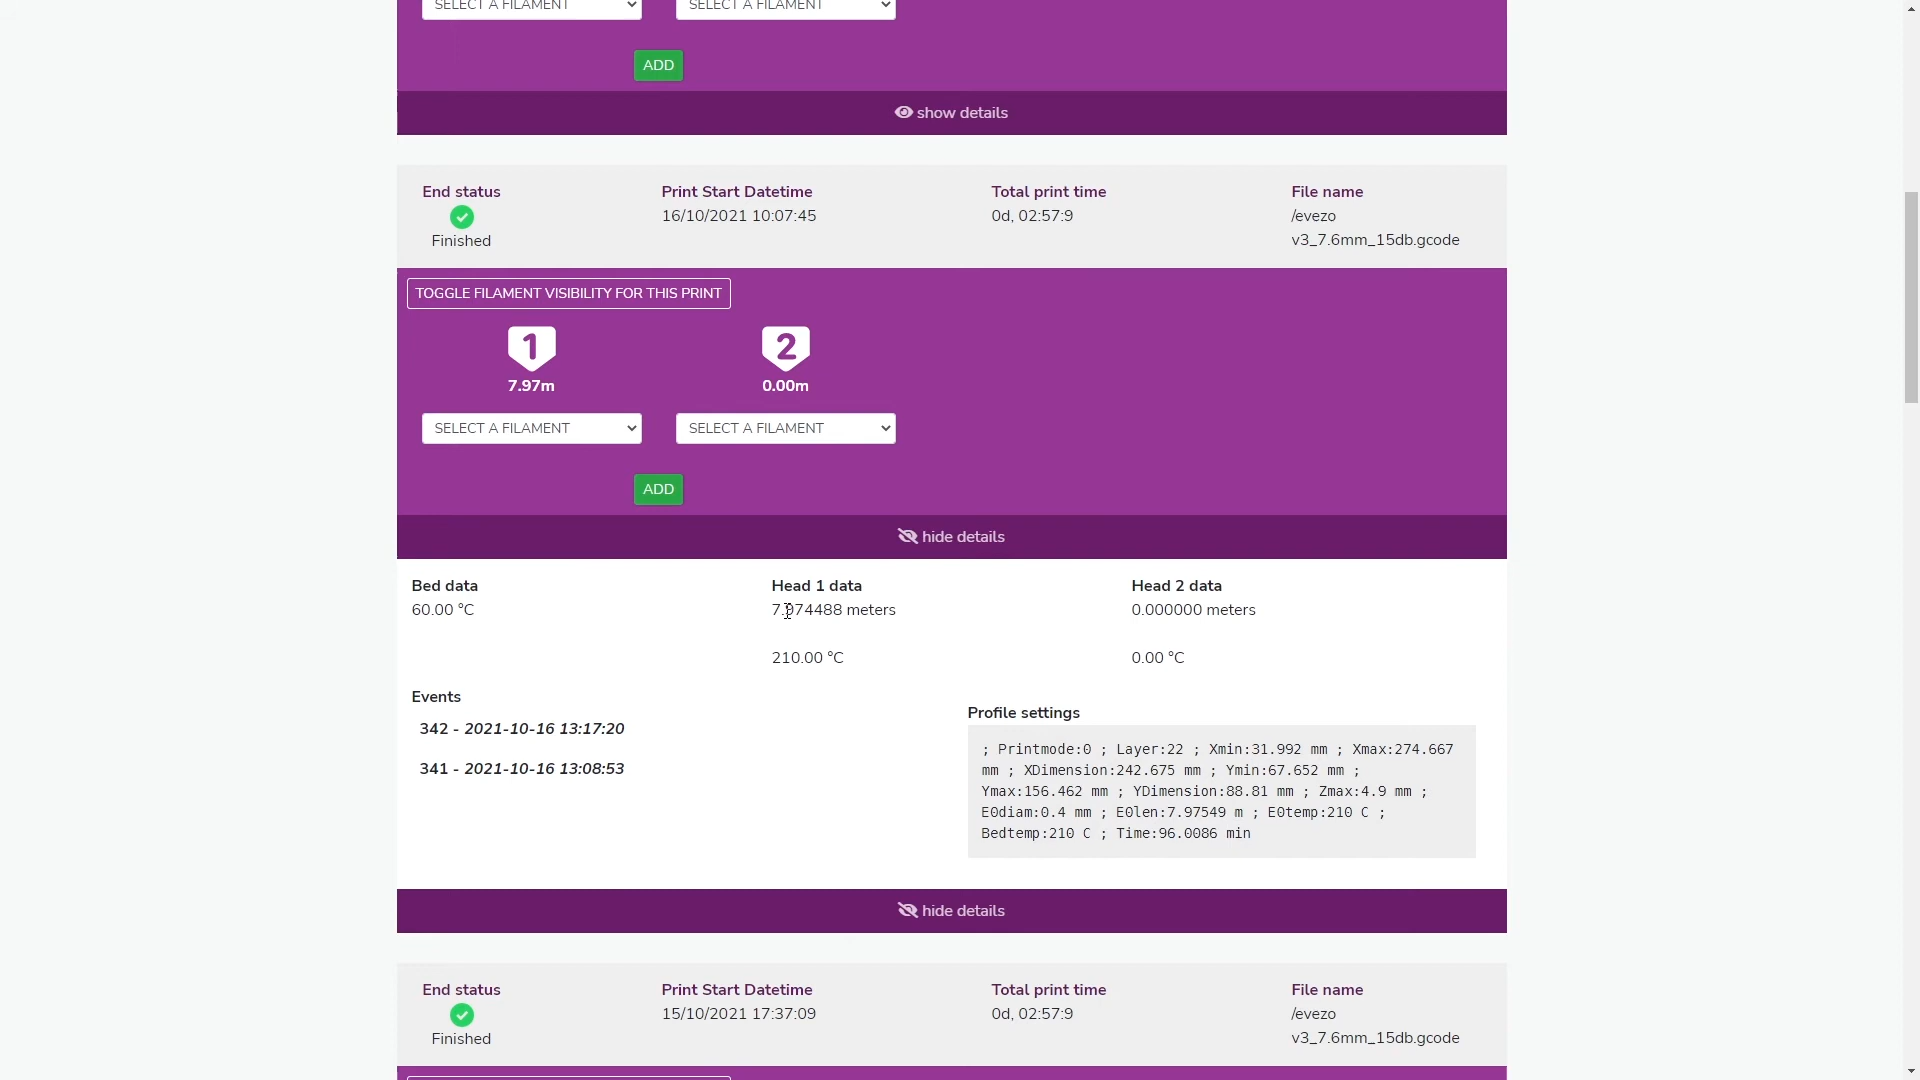 SELECT A FILAMENT SELECT A FILAMENT
ADD
show details
End status Print Start Datetime Total print time File name
16/10/2021 10:07:45 0d, 02:57:9 /evezo
Finished v3_7.6mm_15db.gcode
TOGGLE FILAMENT VISIBILITY FOR THIS PRINT
1 2
7.97m 0.00m
SELECT A FILAMENT SELECT A FILAMENT
ADD
hide details
Bed data Head 1 data Head 2 data
60.00 °C 7.974488 meters 0.000000 meters
210.00 °C 0.00 °C
Events
342 - 2021-10-16 13:17:20
341 - 2021-10-16 13:08:53
Profile settings
; Printmode:0 ; Layer:22 ; Xmin:31.992 mm ; Xmax:274.667
mm ; XDimension:242.675 mm ; Ymin:67.652 mm ;
Ymax:156.462 mm ; YDimension:88.81 mm ; Zmax:4.9 mm ;
E0diam:0.4 mm ; E0len:7.97549 m ; E0temp:210 C ;
Bedtemp:210 C ; Time:96.0086 min
hide details
End status Print Start Datetime Total print time File name
15/10/2021 17:37:09 0d, 02:57:9 /evezo
Finished v3_7.6mm_15db.gcode